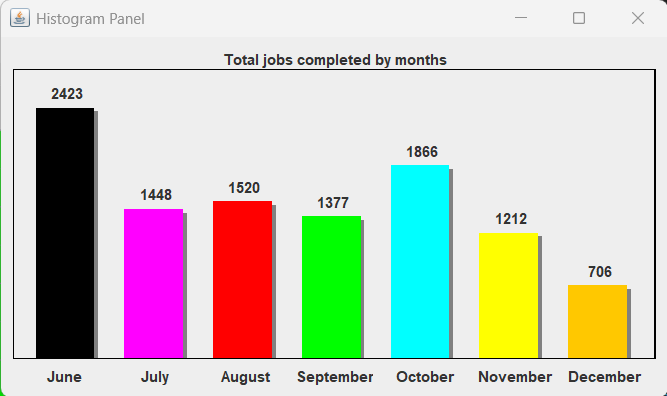 Histogram Panel
Total jobs completed by months
2423
1448
1520
1377
1866
1212
706
June July August September October November December